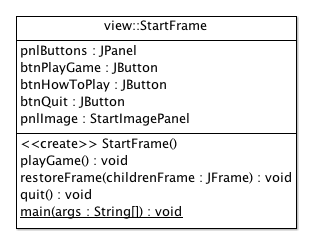 view::StartFrame
pnlButtons : JPanel
btnPlayGame : JButton
btnHowToPlay : JButton
btnQuit : JButton
pnlImage : StartImagePanel
<<create>> StartFrame()
playGame() : void
restoreFrame(childrenFrame : JFrame) : void
quit() : void
main(args : String[]) : void